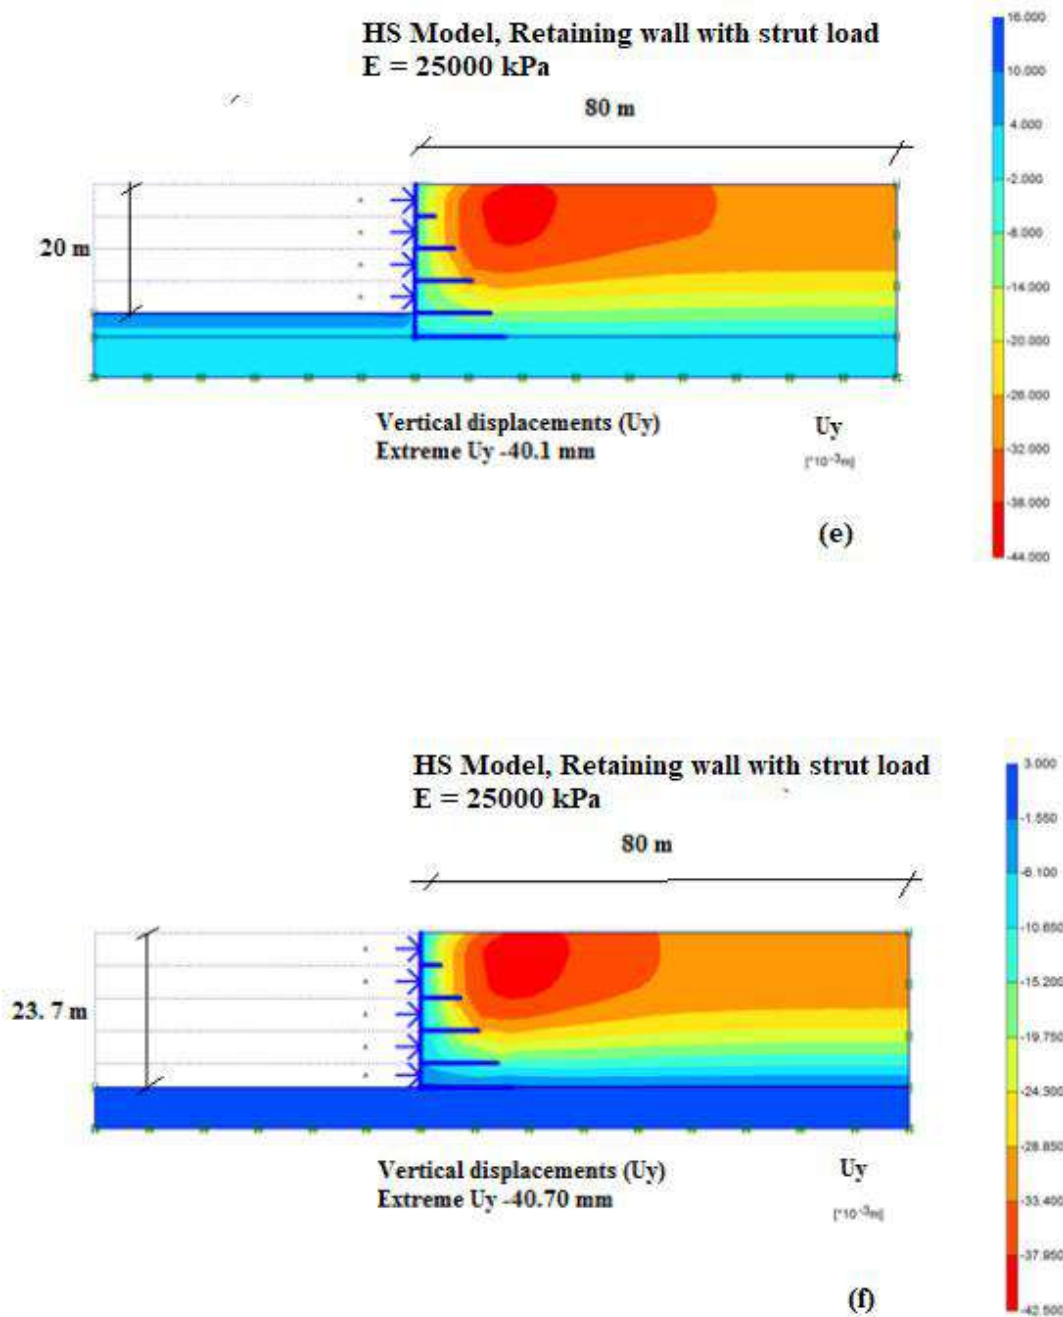 HS Model, Retaining wall with strut load
E = 25000 kPa
80 m
20 m
Vertical displacements (Uy)
Extreme Uy -40.1 mm
Uy
[*10-3m]
(e)
16.000
10.000
4.000
-2.000
-8.000
-14.000
-20.000
-26.000
-32.000
-38.000
-44.000
HS Model, Retaining wall with strut load
E = 25000 kPa
80 m
23. 7 m
Vertical displacements (Uy)
Extreme Uy -40.70 mm
Uy
[*10-3m]
(f)
3.000
-1.550
-6.100
-10.650
-15.200
-19.750
-24.300
-28.850
-33.400
-37.950
-42.500